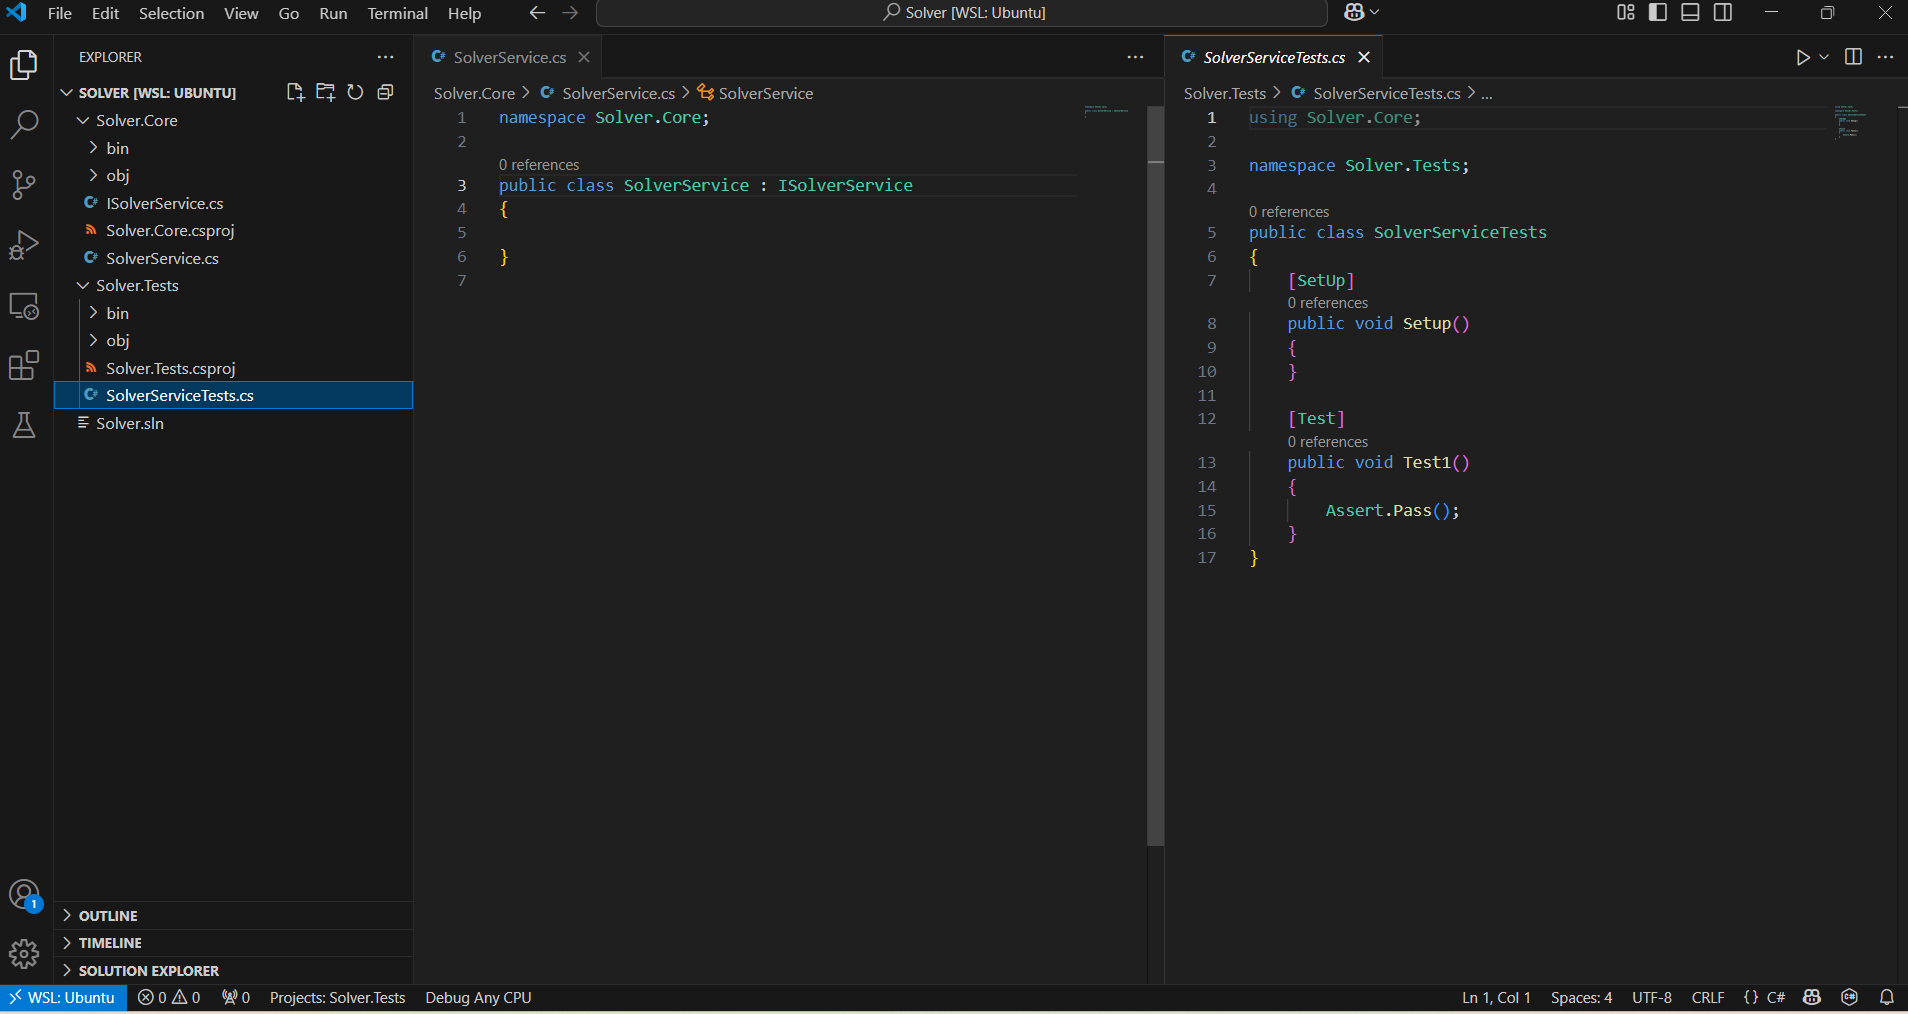 File Edit Selection View Go Run Terminal Help
Solver [WSL: Ubuntu]
EXPLORER
SOLVER [WSL: UBUNTU]
Solver.Core
bin
obj
ISolverService.cs
Solver.Core.csproj
SolverService.cs
Solver.Tests
bin
obj
Solver.Tests.csproj
SolverServiceTests.cs
Solver.sln
OUTLINE
TIMELINE
SOLUTION EXPLORER
1
SolverService.cs
Solver.Core > SolverService.cs > SolverService
1 namespace Solver.Core;
2
0 references
3 public class SolverService : ISolverService
4 {
5
6 }
7
SolverServiceTests.cs
Solver.Tests > SolverServiceTests.cs > ...
1 using Solver.Core;
2
3 namespace Solver.Tests;
4
0 references
5 public class SolverServiceTests
6 {
7 [SetUp]
0 references
8 public void Setup()
9 {
10 }
11
12 [Test]
0 references
13 public void Test1()
14 {
15 Assert.Pass();
16 }
17 }
WSL: Ubuntu 0 0 0 Projects: Solver.Tests Debug Any CPU Ln 1, Col 1 Spaces: 4 UTF-8 CRLF {} C#